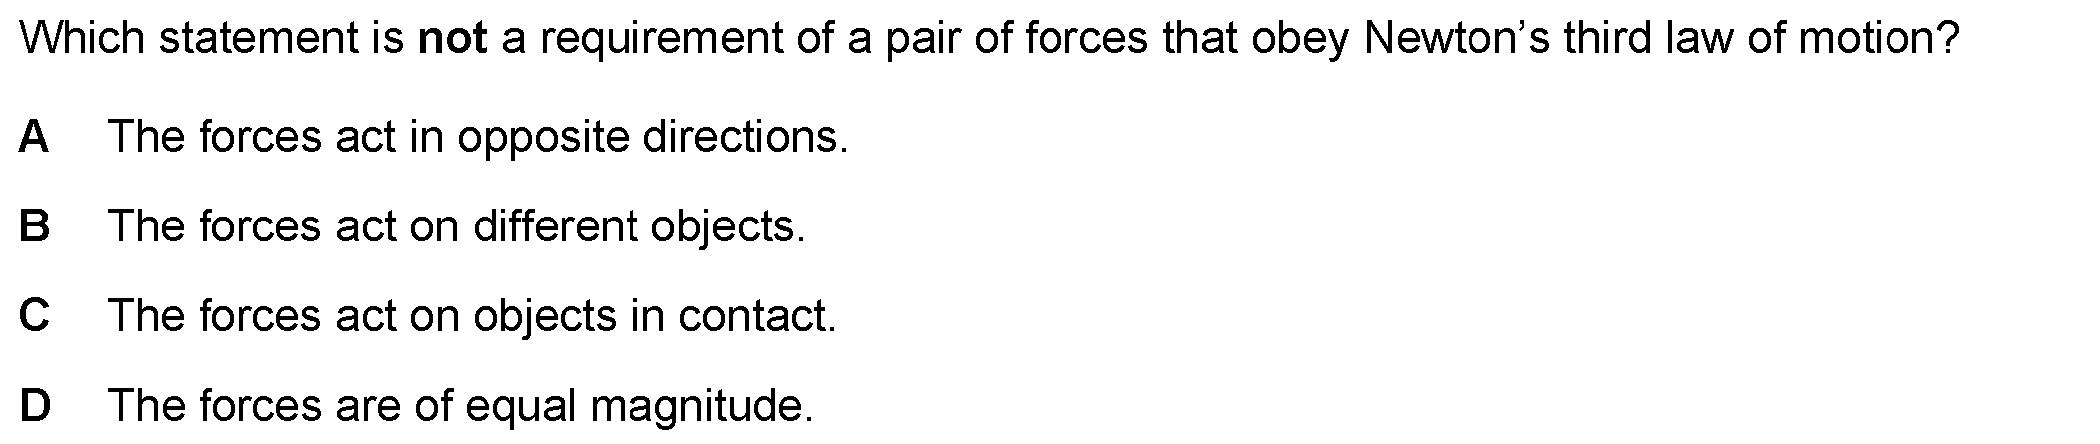 Which statement is not a requirement of a pair of forces that obey Newton’s third law of motion?
A The forces act in opposite directions.
B The forces act on different objects.
C The forces act on objects in contact.
D The forces are of equal magnitude.